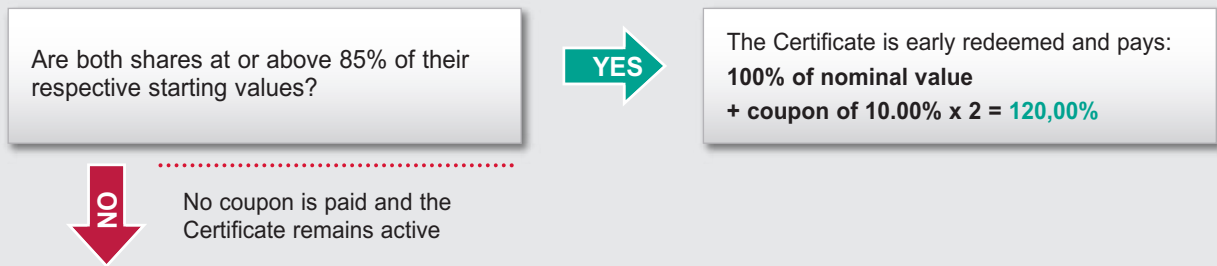 Are both shares at or above 85% of their
respective starting values?
YES
The Certificate is early redeemed and pays:
100% of nominal value
+ coupon of 10.00% x 2 = 120,00%
NO
No coupon is paid and the
Certificate remains active